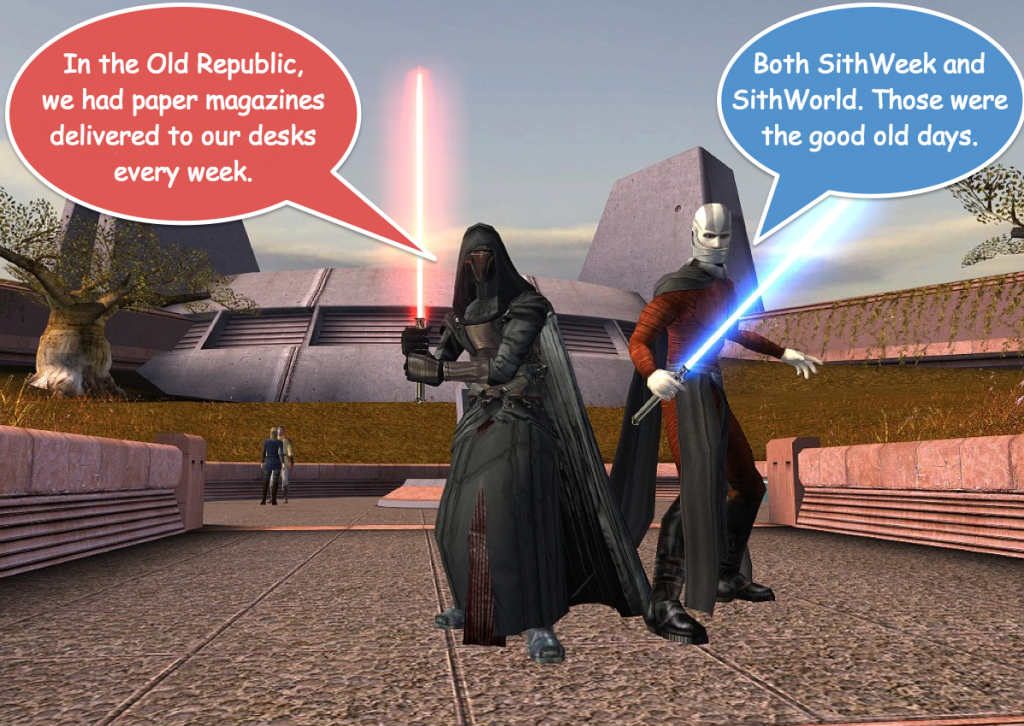 In the Old Republic,
we had paper magazines
delivered to our desks
every week.
Both SithWeek and
SithWorld. Those were
the good old days.